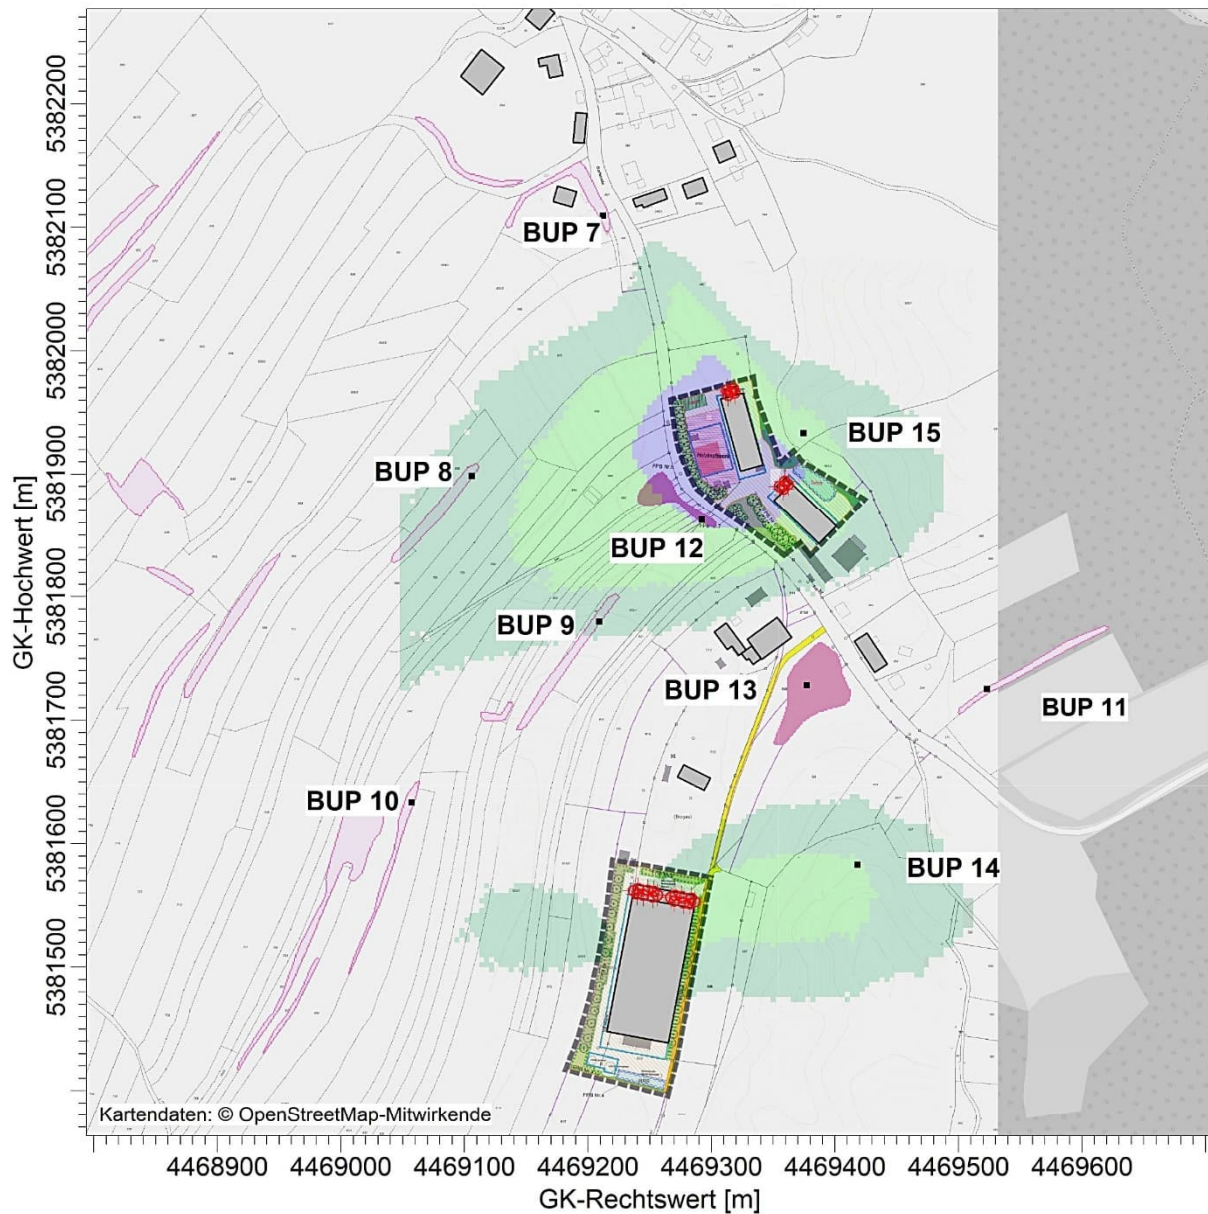 GK-Hochwert [m]
5382200
5382100
5382000
5381900
5381800
5381700
5381600
5381500
BUP 7
BUP 15
BUP 8
BUP 12
BUP 9
BUP 13
BUP 11
BUP 10
BUP 14
Kartendaten: © OpenStreetMap-Mitwirkende
4468900 4469000 4469100 4469200 4469300 4469400 4469500 4469600
GK-Rechtswert [m]